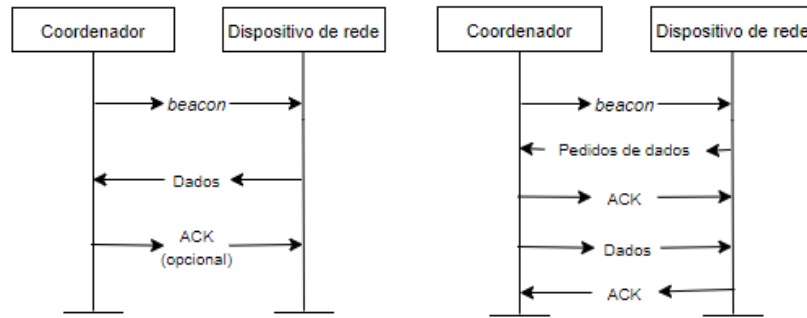 Coordenador
Dispositivo de rede
beacon
Dados
ACK
(opcional)
Coordenador
Dispositivo de rede
beacon
Pedidos de dados
ACK
Dados
ACK